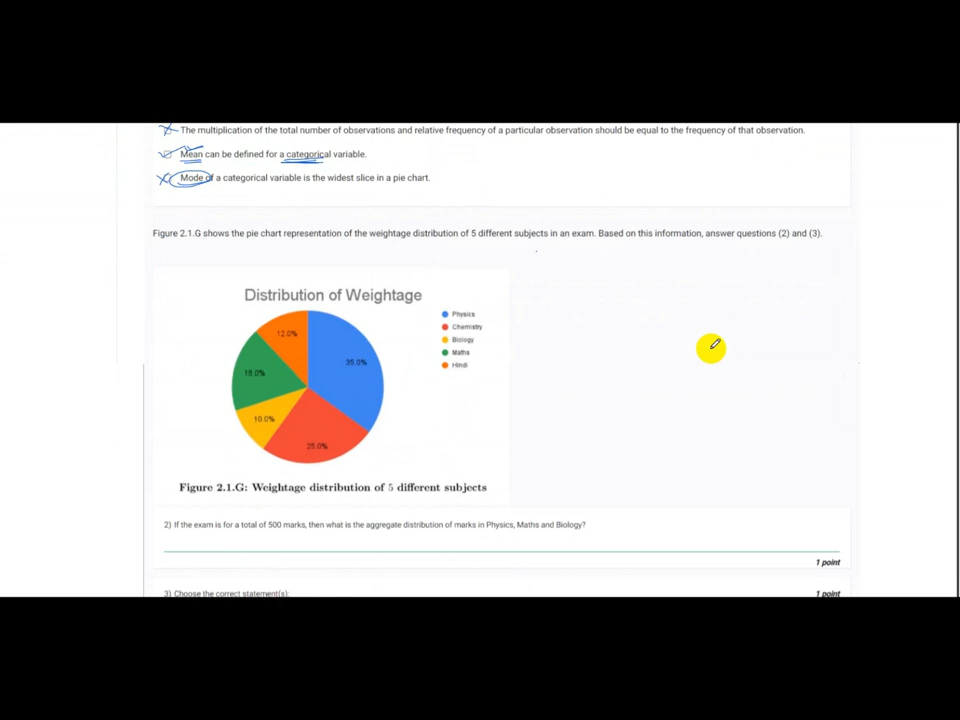 The multiplication of the total number of observations and relative frequency of a particular observation should be equal to the frequency of that observation.
Mean can be defined for a categorical variable.
Mode of a categorical variable is the widest slice in a pie chart.
Figure 2.1.G shows the pie chart representation of the weightage distribution of 5 different subjects in an exam. Based on this information, answer questions (2) and (3).
Distribution of Weightage
Physics
Chemistry
Biology
Maths
Hindi
12.0%
35.0%
18.0%
10.0%
25.0%
Figure 2.1.G: Weightage distribution of 5 different subjects
2) If the exam is for a total of 500 marks, then what is the aggregate distribution of marks in Physics, Maths and Biology?
1 point
3) Choose the correct statement(s):
1 point